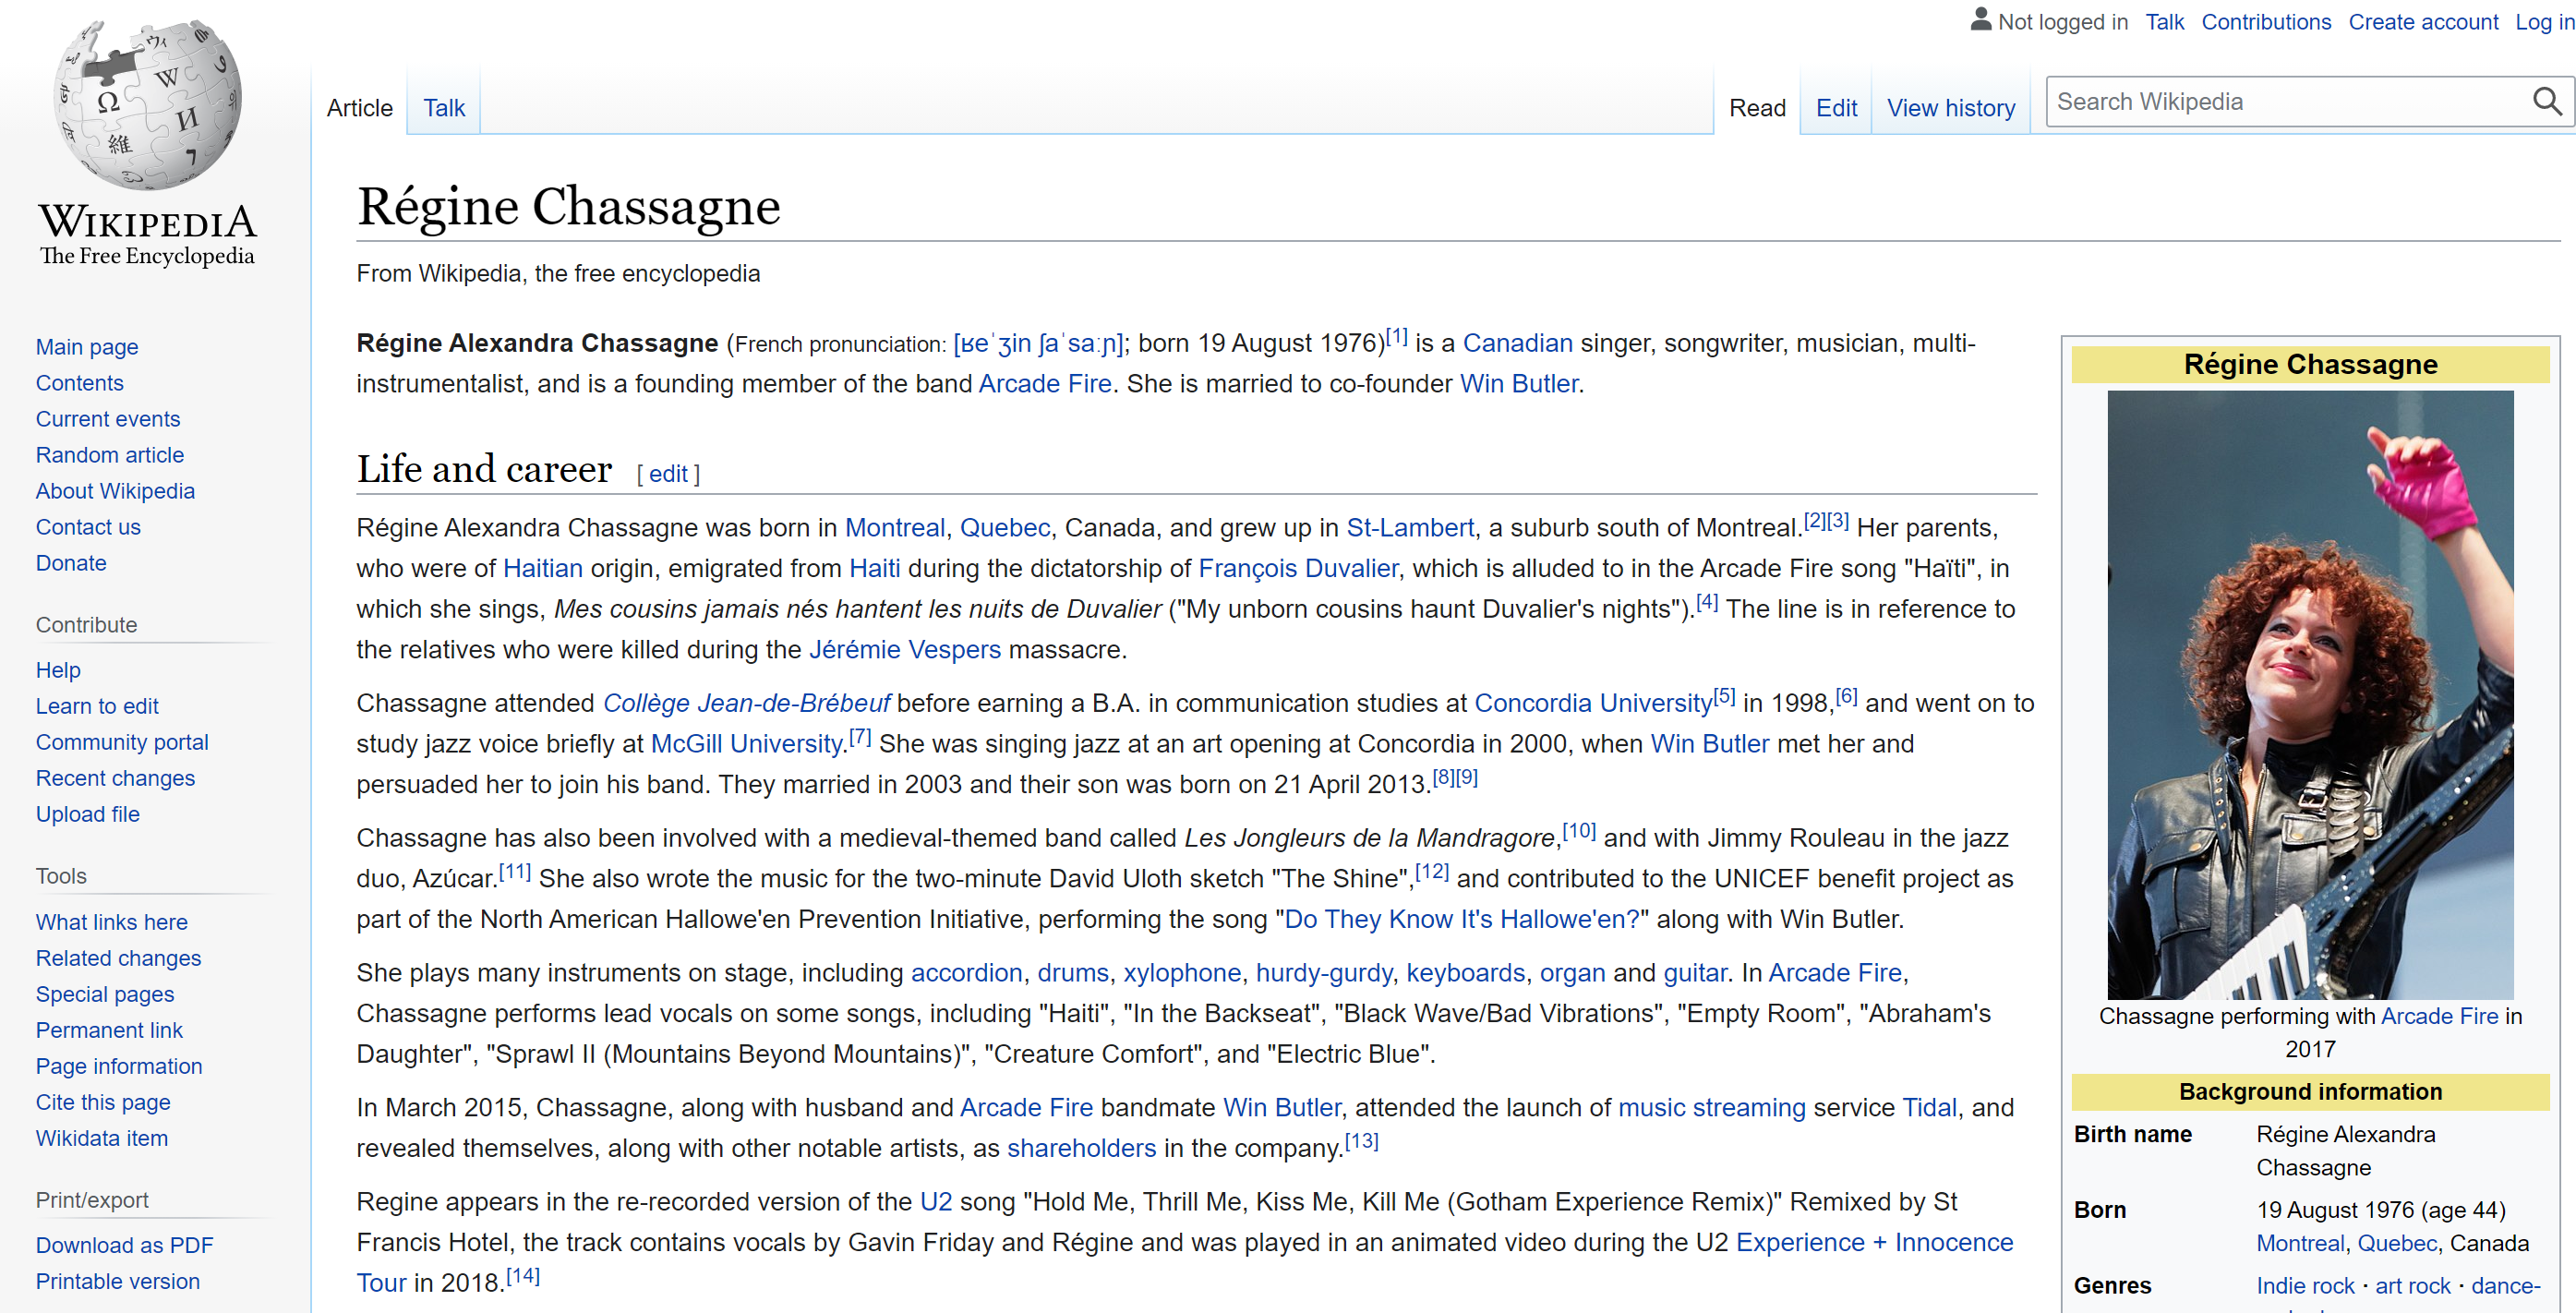 Not logged in Talk Contributions Create account Log in
Article Talk Read Edit View history Search Wikipedia
WIKIPEDIA
The Free Encyclopedia
Main page
Contents
Current events
Random article
About Wikipedia
Contact us
Donate
Contribute
Help
Learn to edit
Community portal
Recent changes
Upload file
Tools
What links here
Related changes
Special pages
Permanent link
Page information
Cite this page
Wikidata item
Print/export
Download as PDF
Printable version
Régine Chassagne
From Wikipedia, the free encyclopedia
Régine Alexandra Chassagne (French pronunciation: [ʁeˈʒin ʃaˈsaːɲ]; born 19 August 1976)[1] is a Canadian singer, songwriter, musician, multi-
instrumentalist, and is a founding member of the band Arcade Fire. She is married to co-founder Win Butler.
Life and career [ edit ]
Régine Alexandra Chassagne was born in Montreal, Quebec, Canada, and grew up in St-Lambert, a suburb south of Montreal.[2][3] Her parents,
who were of Haitian origin, emigrated from Haiti during the dictatorship of François Duvalier, which is alluded to in the Arcade Fire song "Haïti", in
which she sings, Mes cousins jamais nés hantent les nuits de Duvalier ("My unborn cousins haunt Duvalier's nights").[4] The line is in reference to
the relatives who were killed during the Jérémie Vespers massacre.
Chassagne attended Collège Jean-de-Brébeuf before earning a B.A. in communication studies at Concordia University[5] in 1998,[6] and went on to
study jazz voice briefly at McGill University.[7] She was singing jazz at an art opening at Concordia in 2000, when Win Butler met her and
persuaded her to join his band. They married in 2003 and their son was born on 21 April 2013.[8][9]
Chassagne has also been involved with a medieval-themed band called Les Jongleurs de la Mandragore,[10] and with Jimmy Rouleau in the jazz
duo, Azúcar.[11] She also wrote the music for the two-minute David Uloth sketch "The Shine",[12] and contributed to the UNICEF benefit project as
part of the North American Hallowe'en Prevention Initiative, performing the song "Do They Know It's Hallowe'en?" along with Win Butler.
She plays many instruments on stage, including accordion, drums, xylophone, hurdy-gurdy, keyboards, organ and guitar. In Arcade Fire,
Chassagne performs lead vocals on some songs, including "Haiti", "In the Backseat", "Black Wave/Bad Vibrations", "Empty Room", "Abraham's
Daughter", "Sprawl II (Mountains Beyond Mountains)", "Creature Comfort", and "Electric Blue".
In March 2015, Chassagne, along with husband and Arcade Fire bandmate Win Butler, attended the launch of music streaming service Tidal, and
revealed themselves, along with other notable artists, as shareholders in the company.[13]
Regine appears in the re-recorded version of the U2 song "Hold Me, Thrill Me, Kiss Me, Kill Me (Gotham Experience Remix)" Remixed by St
Francis Hotel, the track contains vocals by Gavin Friday and Régine and was played in an animated video during the U2 Experience + Innocence
Tour in 2018.[14]
Régine Chassagne
Chassagne performing with Arcade Fire in
2017
Background information
Birth name Régine Alexandra
Chassagne
Born 19 August 1976 (age 44)
Montreal, Quebec, Canada
Genres Indie rock · art rock · dance-